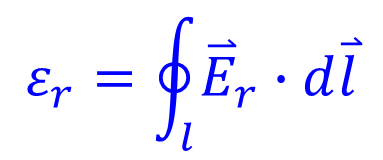 ε_r = ∮_l E⃗_r · dl⃗